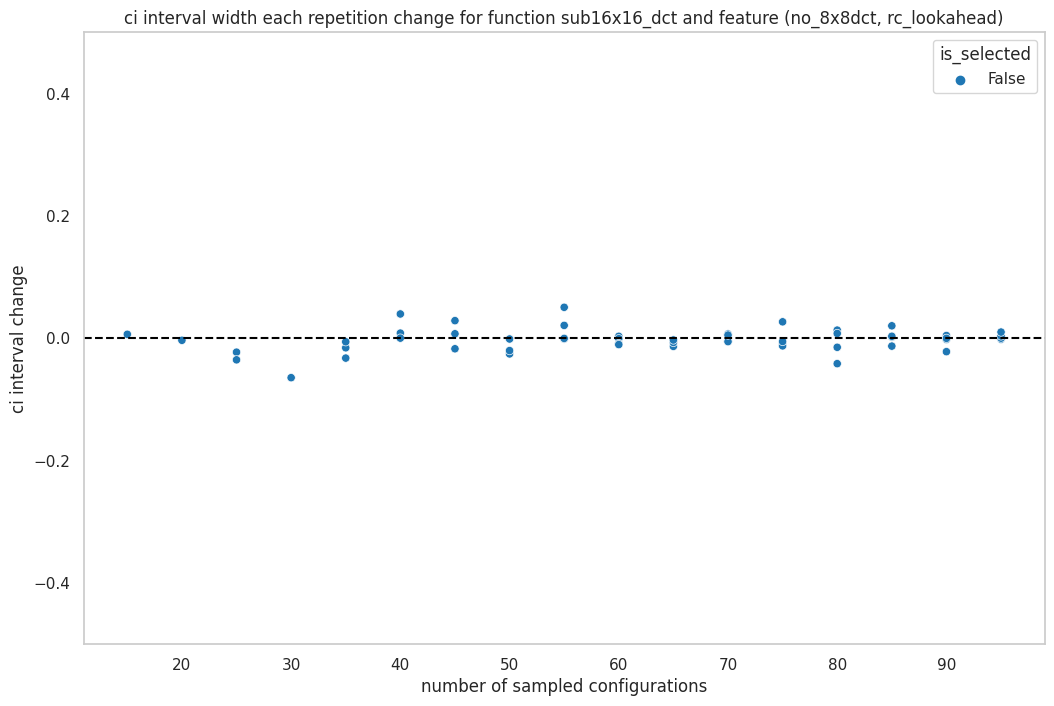 ci interval width each repetition change for function sub16x16_dct and feature (no_8x8dct, rc_lookahead)
is_selected
False
ci interval change
0.4
0.2
0.0
−0.2
−0.4
20 30 40 50 60 70 80 90
number of sampled configurations